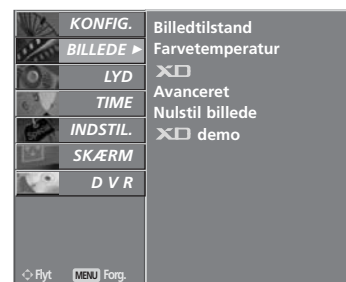 KONFIG.
BILLEDE ►
LYD
TIME
INDSTIL.
SKÆRM
D V R
Billedtilstand
Farvetemperatur
XD
Avanceret
Nulstil billede
XD demo
Flyt MENU Forg.